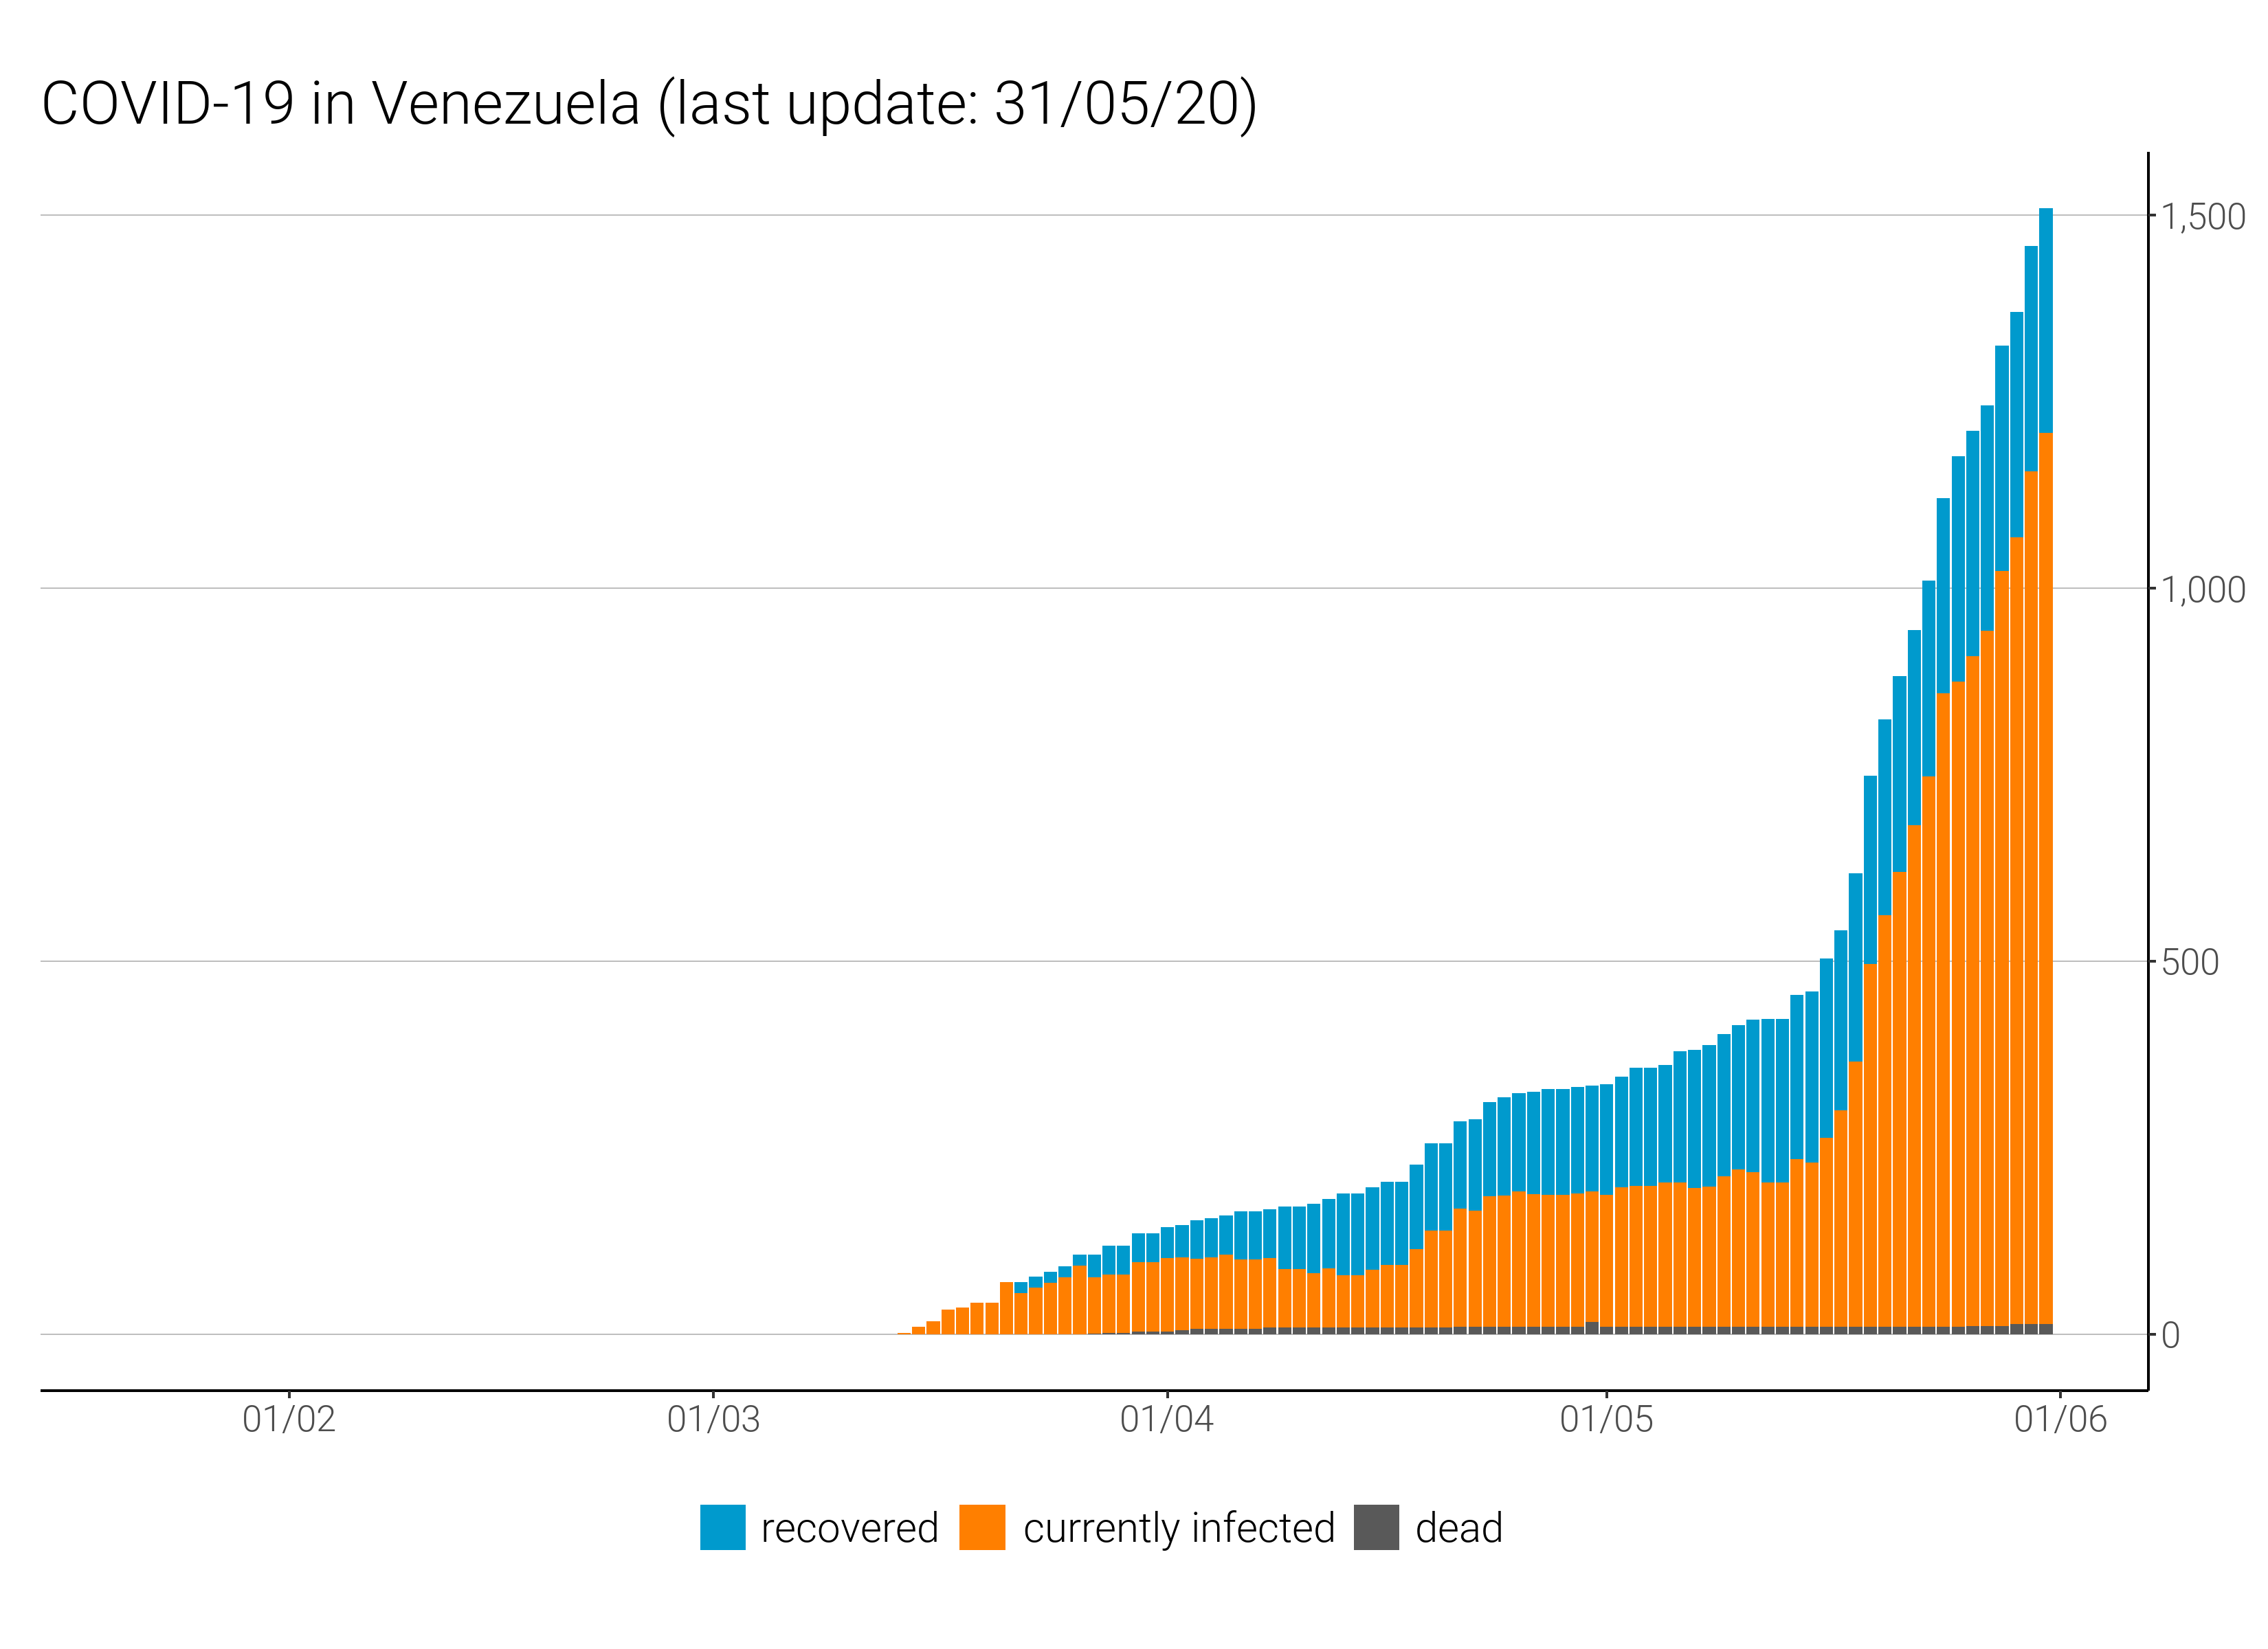 COVID-19 in Venezuela (last update: 31/05/20)
1,500
1,000
500
0
01/02 01/03 01/04 01/05 01/06
recovered currently infected dead